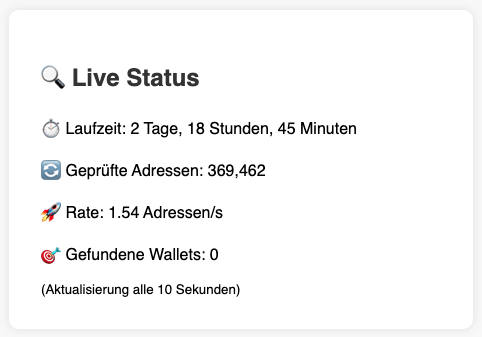 🔍 Live Status
⏱️ Laufzeit: 2 Tage, 18 Stunden, 45 Minuten
🔄 Geprüfte Adressen: 369,462
🚀 Rate: 1.54 Adressen/s
🎯 Gefundene Wallets: 0
(Aktualisierung alle 10 Sekunden)